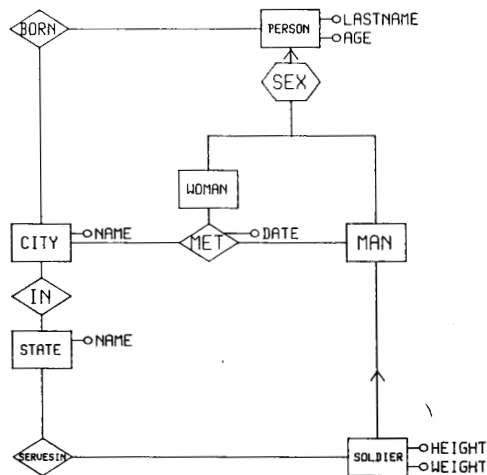 BORN
PERSON
LASTNAME
AGE
SEX
WOMAN
CITY
NAME
MET
DATE
MAN
IN
STATE
NAME
SERVESIN
SOLDIER
HEIGHT
WEIGHT